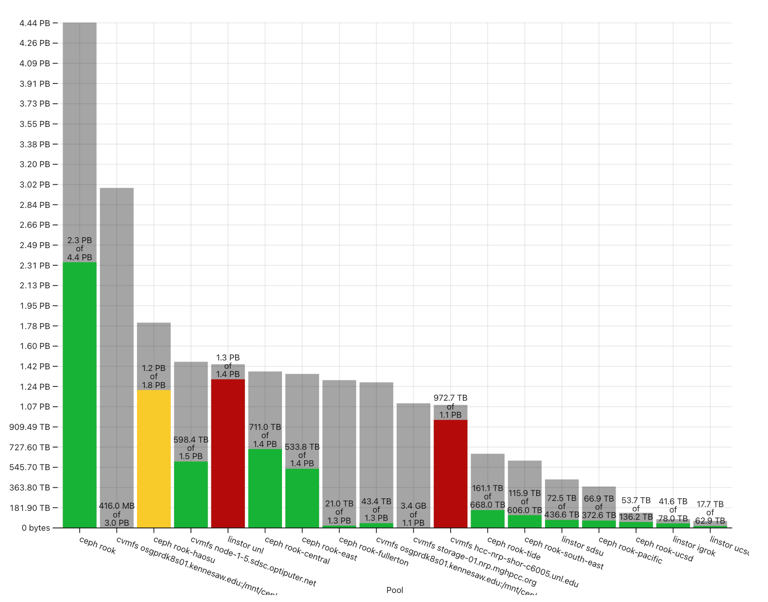 4.44 PB
4.26 PB
4.09 PB
3.91 PB
3.73 PB
3.55 PB
3.38 PB
3.20 PB
3.02 PB
2.84 PB
2.66 PB
2.49 PB
2.31 PB
2.13 PB
1.95 PB
1.78 PB
1.60 PB
1.42 PB
1.24 PB
1.07 PB
909.49 TB
727.60 TB
545.70 TB
363.80 TB
181.90 TB
0 bytes
2.3 PB
of
4.4 PB
416.0 MB
of
3.0 PB
1.2 PB
of
1.8 PB
598.4 TB
of
1.5 PB
1.3 PB
of
1.4 PB
711.0 TB
of
1.4 PB
533.8 TB
of
1.4 PB
21.0 TB
of
1.3 PB
43.4 TB
of
1.3 PB
3.4 GB
of
1.1 PB
972.7 TB
of
1.1 PB
161.1 TB
of
668.0 TB
115.9 TB
of
606.0 TB
72.5 TB
of
436.6 TB
66.9 TB
of
372.6 TB
53.7 TB
of
136.2 TB
41.6 TB
of
78.0 TB
17.7 TB
of
62.9 TB
ceph rook
cvmfs osgprdk8s01.kennesaw.edu:/mnt/cep
ceph rook-haosu
cvmfs node-1-5.sdsc.optiputer.net
linstor unl
ceph rook-central
ceph rook-east
ceph rook-fullerton
cvmfs osgprdk8s01.kennesaw.edu:/mnt/cep
cvmfs storage-01.nrp.mghpcc.org
cvmfs hcc-nrp-shor-c6005.unl.edu
ceph rook-tide
ceph rook-south-east
linstor sdsu
ceph rook-pacific
ceph rook-ucsd
linstor igrok
linstor ucs
Pool